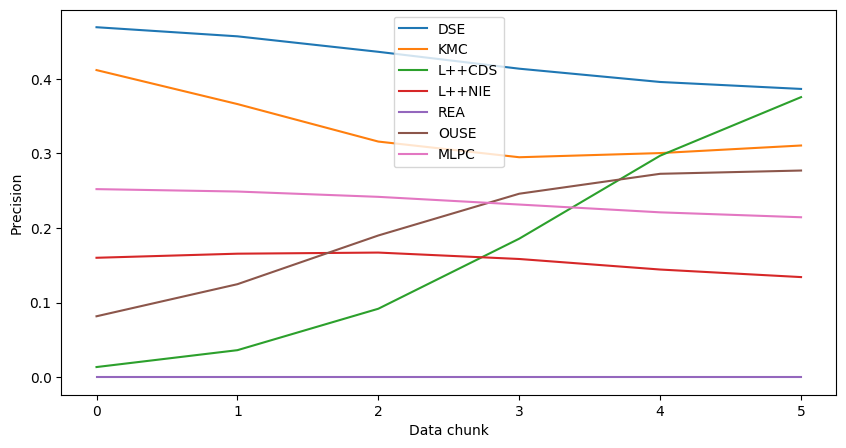 DSE
KMC
L++CDS
L++NIE
REA
OUSE
MLPC
Precision
0.4
0.3
0.2
0.1
0.0
0 1 2 3 4 5
Data chunk